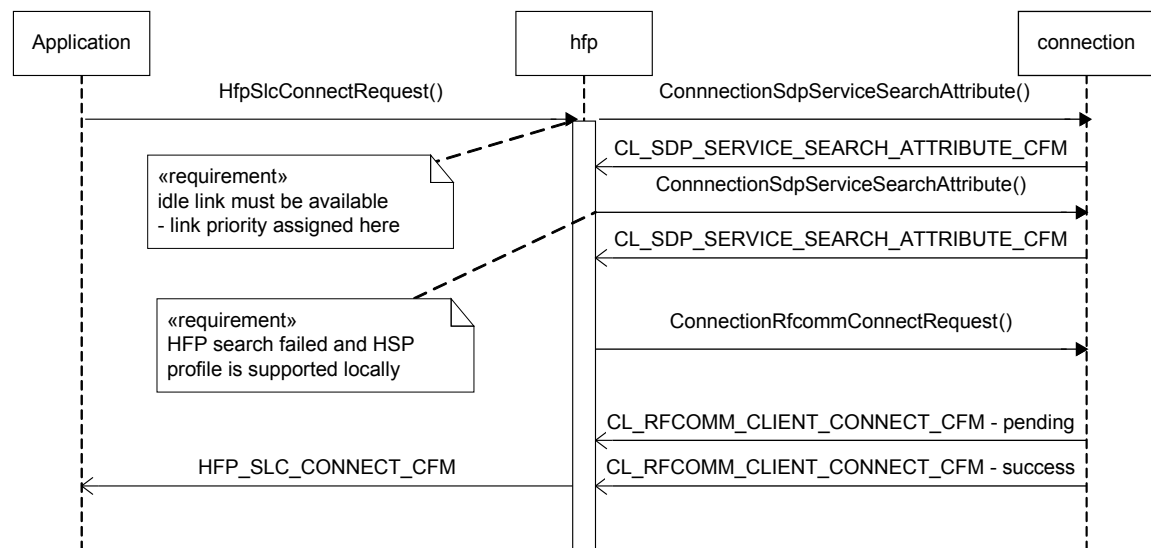 Application
hfp
connection
HfpSlcConnectRequest()
ConnnectionSdpServiceSearchAttribute()
CL_SDP_SERVICE_SEARCH_ATTRIBUTE_CFM
«requirement»
idle link must be available
- link priority assigned here
ConnnectionSdpServiceSearchAttribute()
CL_SDP_SERVICE_SEARCH_ATTRIBUTE_CFM
«requirement»
HFP search failed and HSP
profile is supported locally
ConnectionRfcommConnectRequest()
CL_RFCOMM_CLIENT_CONNECT_CFM - pending
HFP_SLC_CONNECT_CFM
CL_RFCOMM_CLIENT_CONNECT_CFM - success